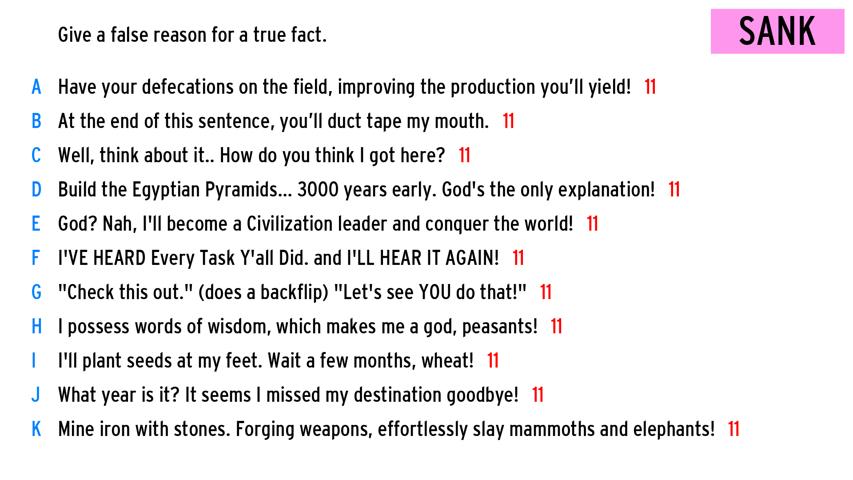 Give a false reason for a true fact.
SANK
A Have your defecations on the field, improving the production you'll yield! 11
B At the end of this sentence, you'll duct tape my mouth. 11
C Well, think about it.. How do you think I got here? 11
D Build the Egyptian Pyramids... 3000 years early. God's the only explanation! 11
E God? Nah, I'll become a Civilization leader and conquer the world! 11
F I'VE HEARD Every Task Y'all Did. and I'LL HEAR IT AGAIN! 11
G "Check this out." (does a backflip) "Let's see YOU do that!" 11
H I possess words of wisdom, which makes me a god, peasants! 11
I I'll plant seeds at my feet. Wait a few months, wheat! 11
J What year is it? It seems I missed my destination goodbye! 11
K Mine iron with stones. Forging weapons, effortlessly slay mammoths and elephants! 11